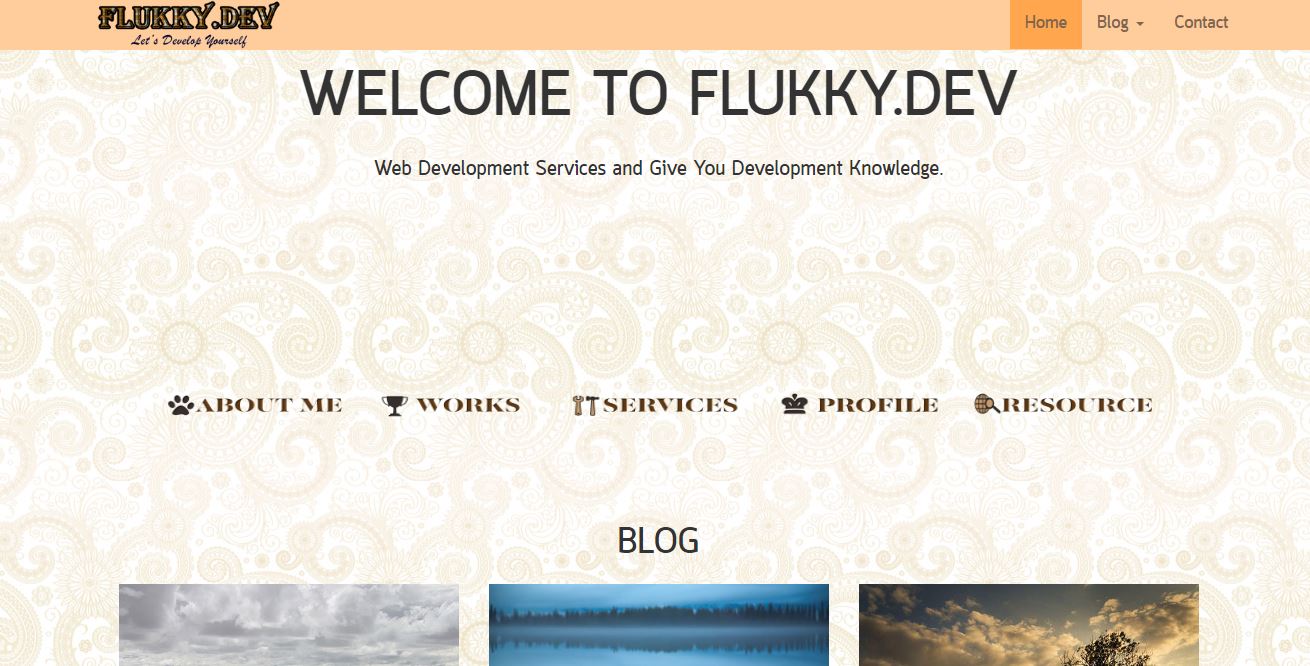 FLUKKY.DEV
Let's Develop Yourself
Home Blog Contact
WELCOME TO FLUKKY.DEV
Web Development Services and Give You Development Knowledge.
ABOUT ME WORKS SERVICES PROFILE RESOURCE
BLOG